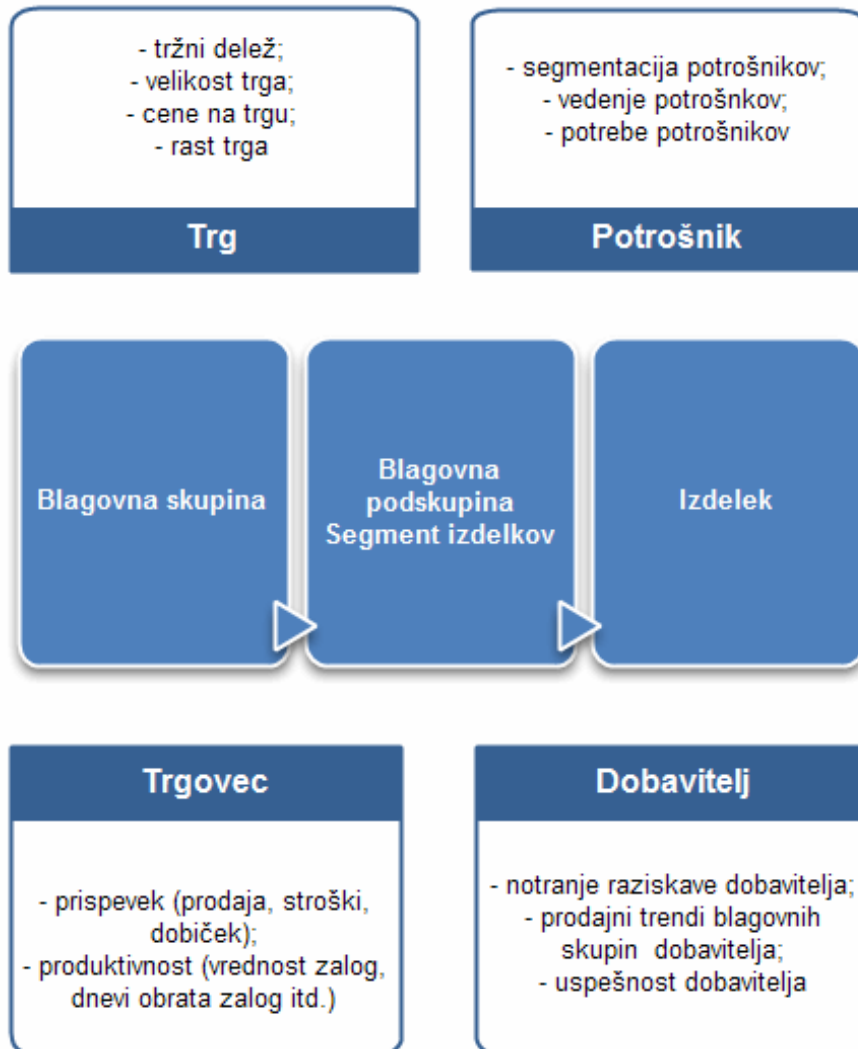 - tržni delež;
- velikost trga;
- cene na trgu;
- rast trga
Trg
- segmentacija potrošnikov;
- vedenje potrošnkov;
- potrebe potrošnikov
Potrošnik
Blagovna skupina
Blagovna
podskupina
Segment izdelkov
Izdelek
Trgovec
- prispevek (prodaja, stroški,
dobiček);
- produktivnost (vrednost zalog,
dnevi obrata zalog itd.)
Dobavitelj
- notranje raziskave dobavitelja;
- prodajni trendi blagovnih
skupin dobavitelja;
- uspešnost dobavitelja